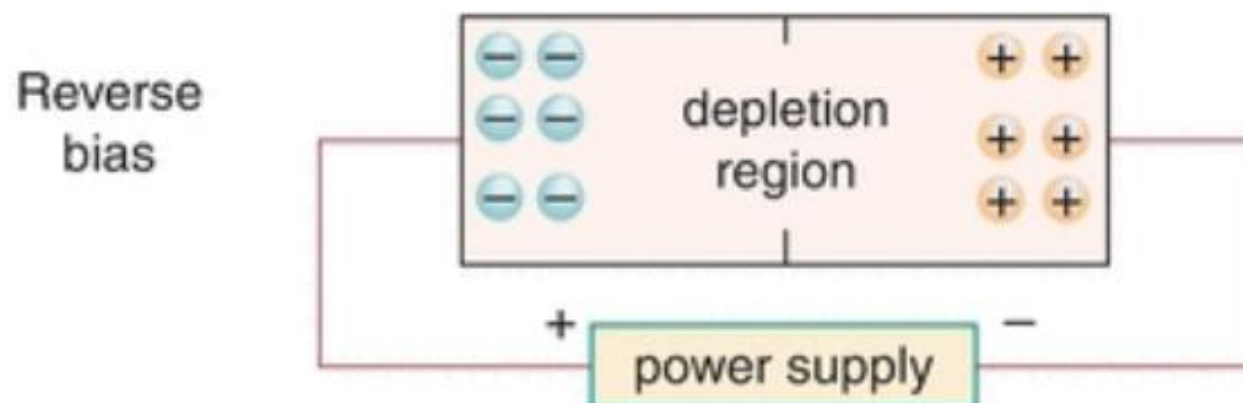 Reverse
bias
depletion
region
+ −
power supply